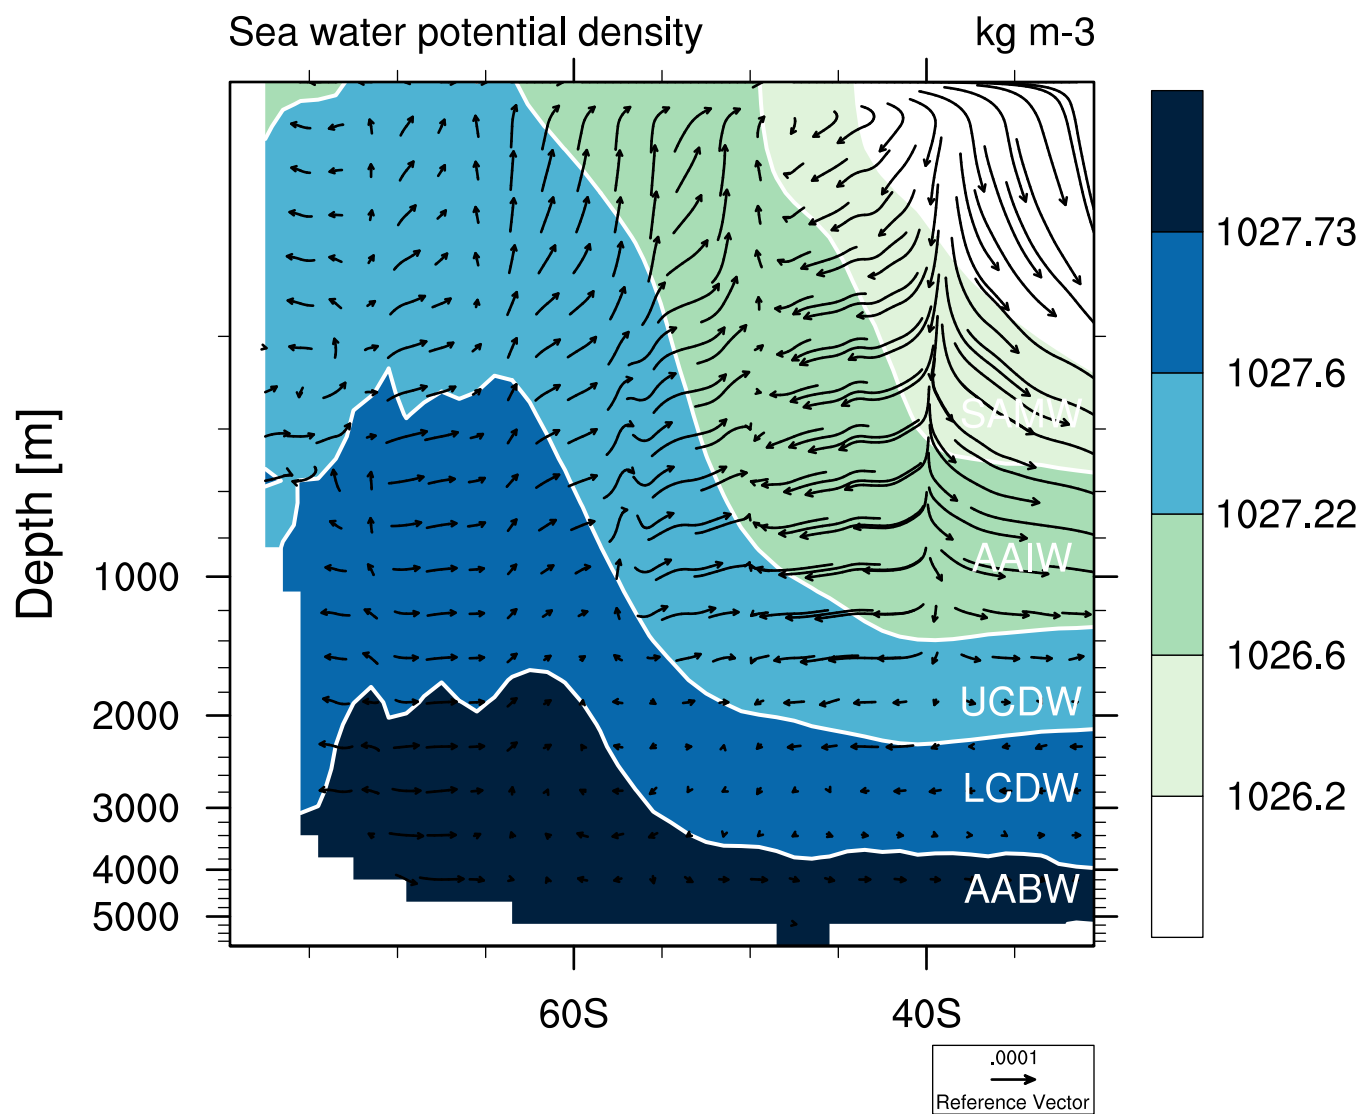 Sea water potential density kg m-3
1027.73
1027.6
1027.22
1026.6
1026.2
Depth [m]
1000
2000
3000
4000
5000
SAMW
AAIW
UCDW
LCDW
AABW
60S 40S
.0001
Reference Vector